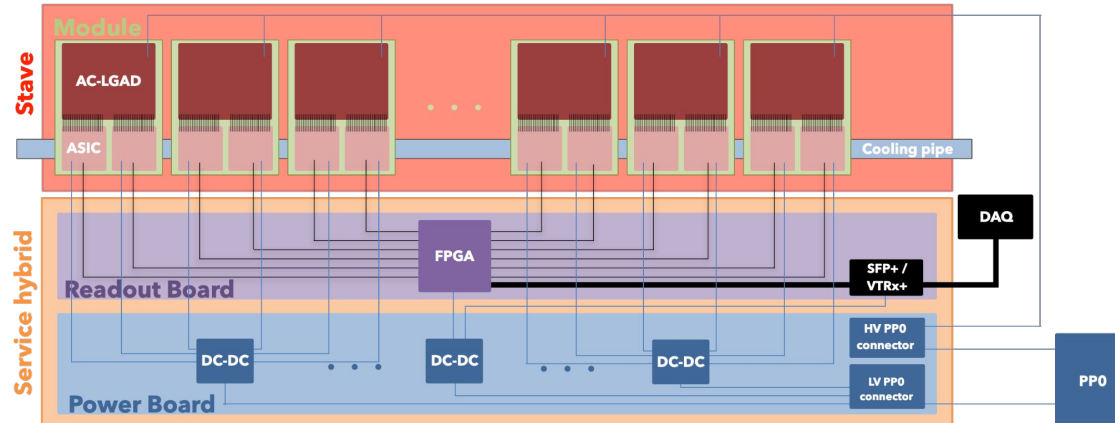 Module
Stave
AC-LGAD
ASIC
Cooling pipe
Service hybrid
DAQ
FPGA
SFP+ /
VTRx+
Readout Board
HV PP0
connector
DC-DC
DC-DC
DC-DC
PP0
LV PP0
connector
Power Board